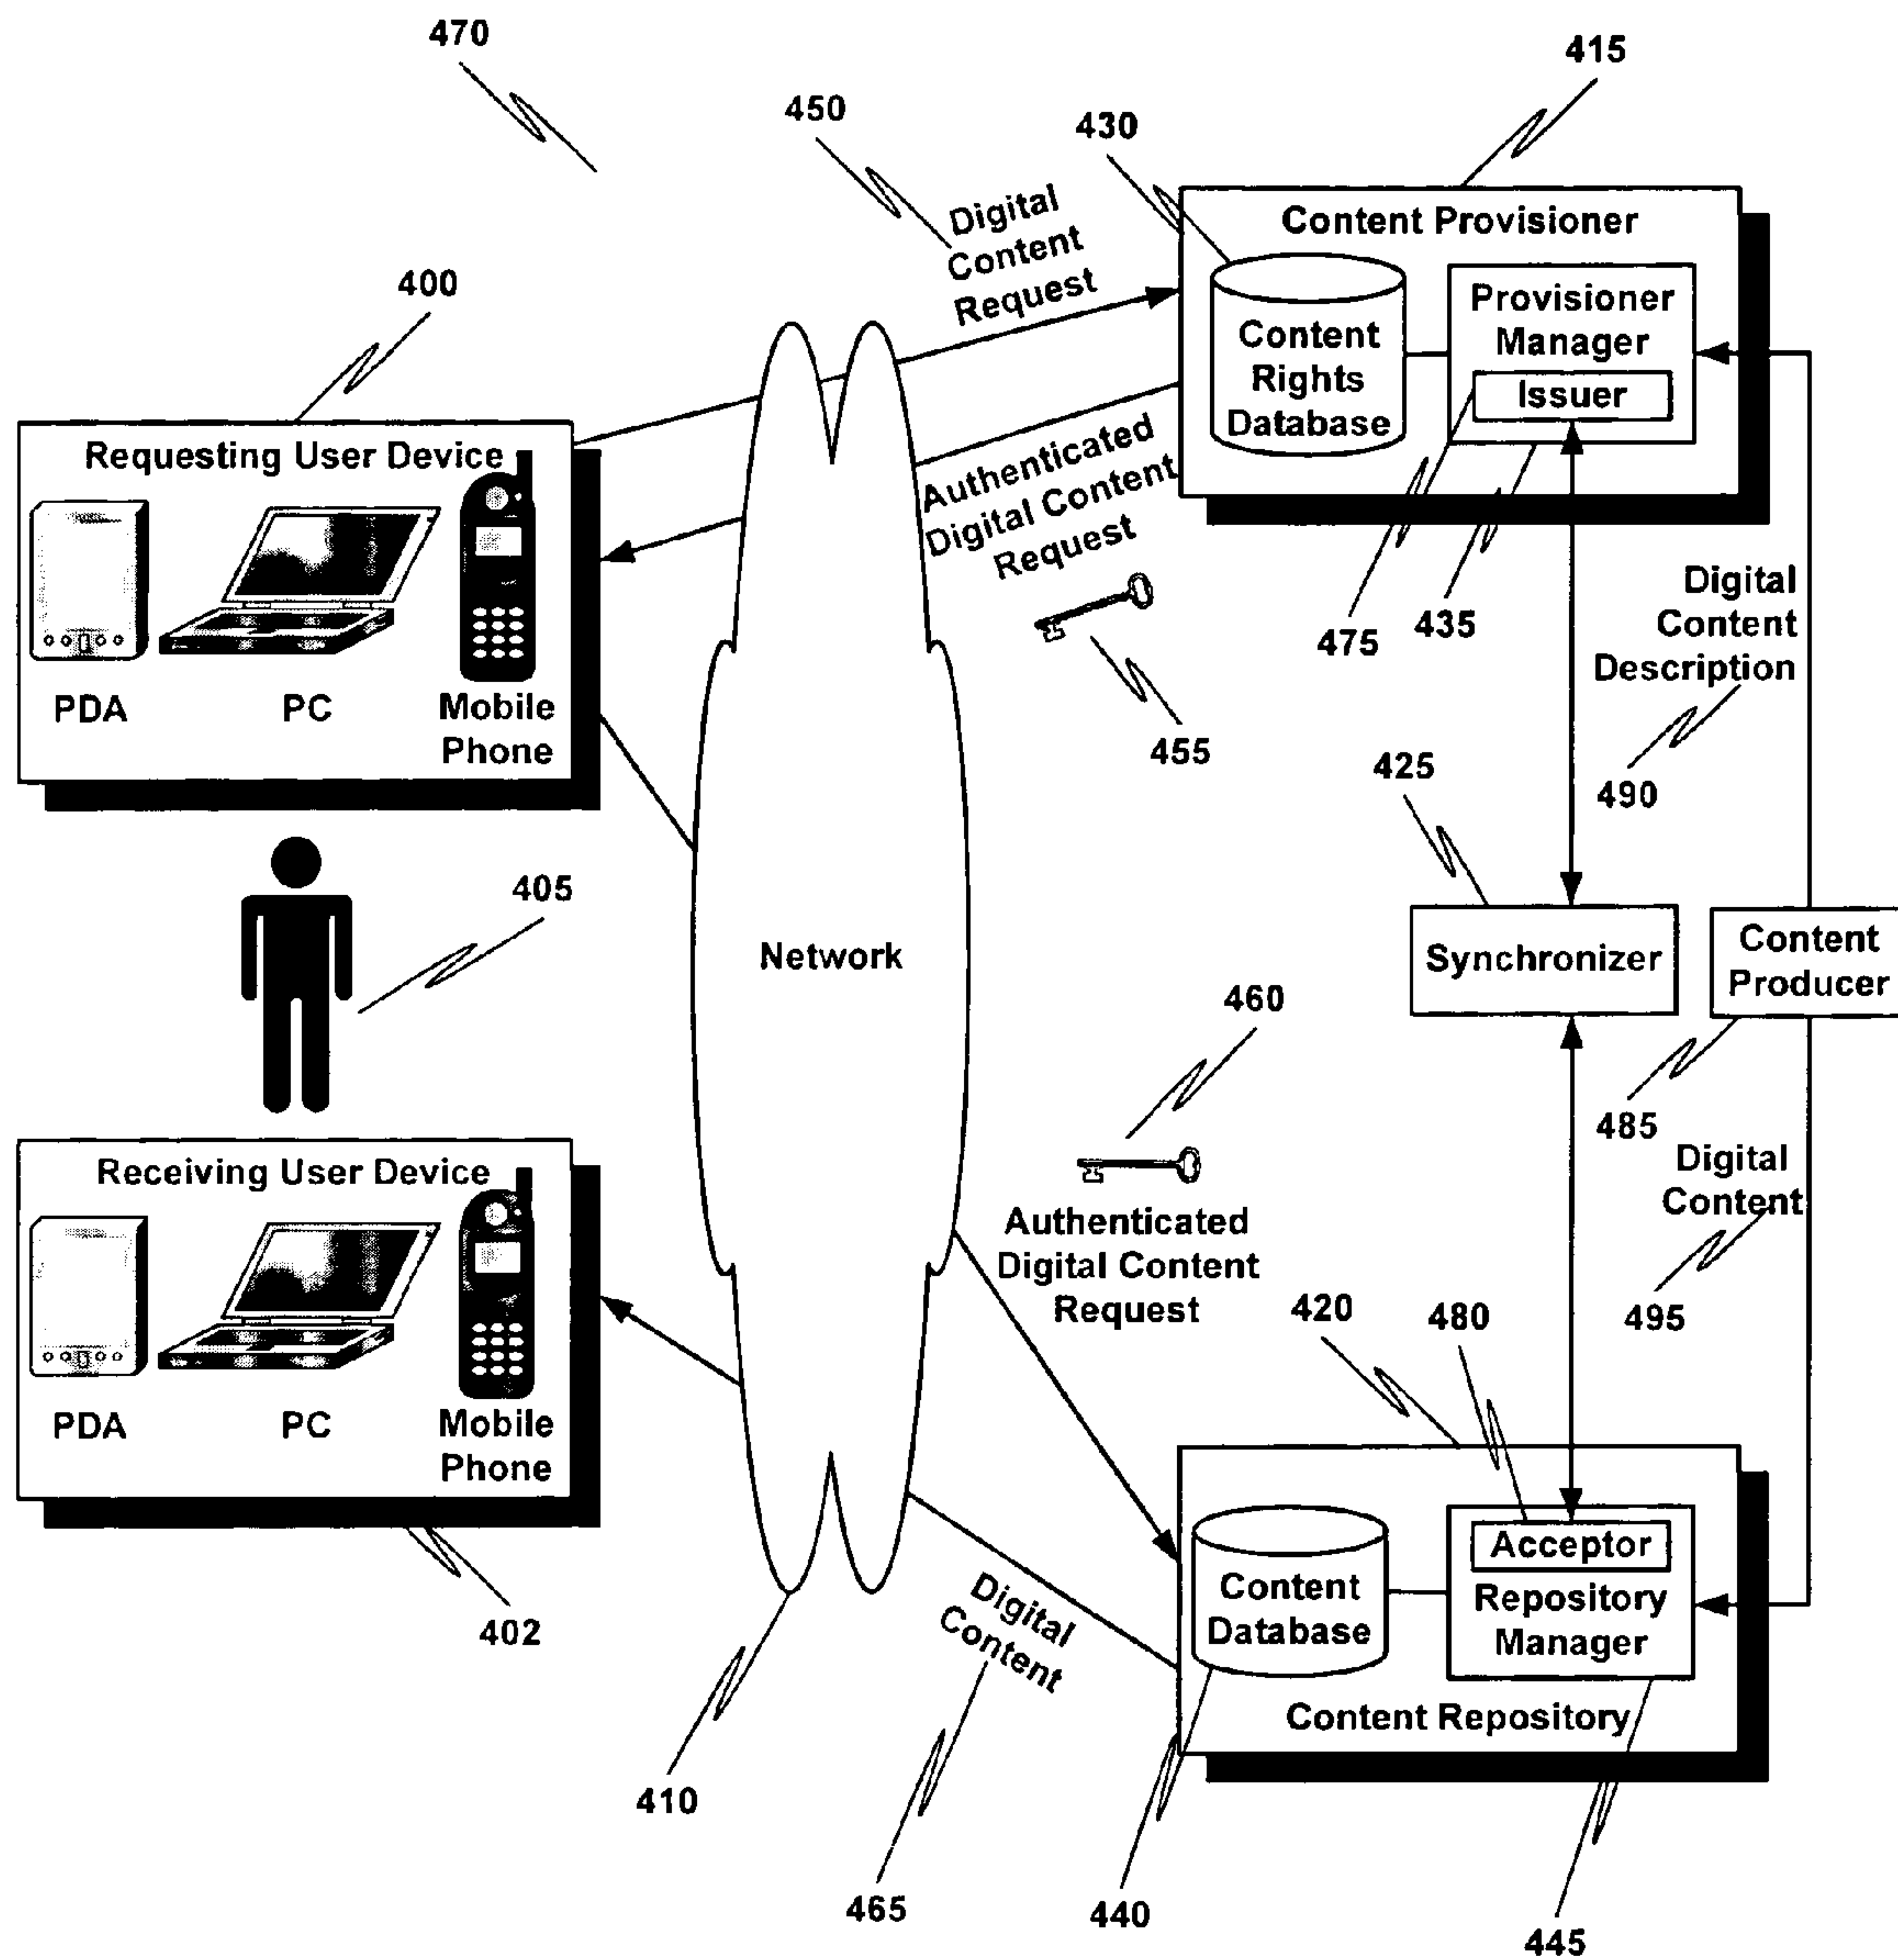 470
415
450
430
Digital
Content
Request
Content Provisioner
400
Provisioner
Manager
Issuer
Content
Rights
Database
Requesting User Device
Authenticated
Digital Content
Request
PDA
PC
Mobile
Phone
475
435
455
Digital
Content
Description
425
490
405
Network
Synchronizer
Content
Producer
460
485
Receiving User Device
Authenticated
Digital Content
Request
Digital
Content
420
480
495
PDA
PC
Mobile
Phone
Acceptor
Repository
Manager
Content
Database
Digital
Content
402
Content Repository
410
465
440
445